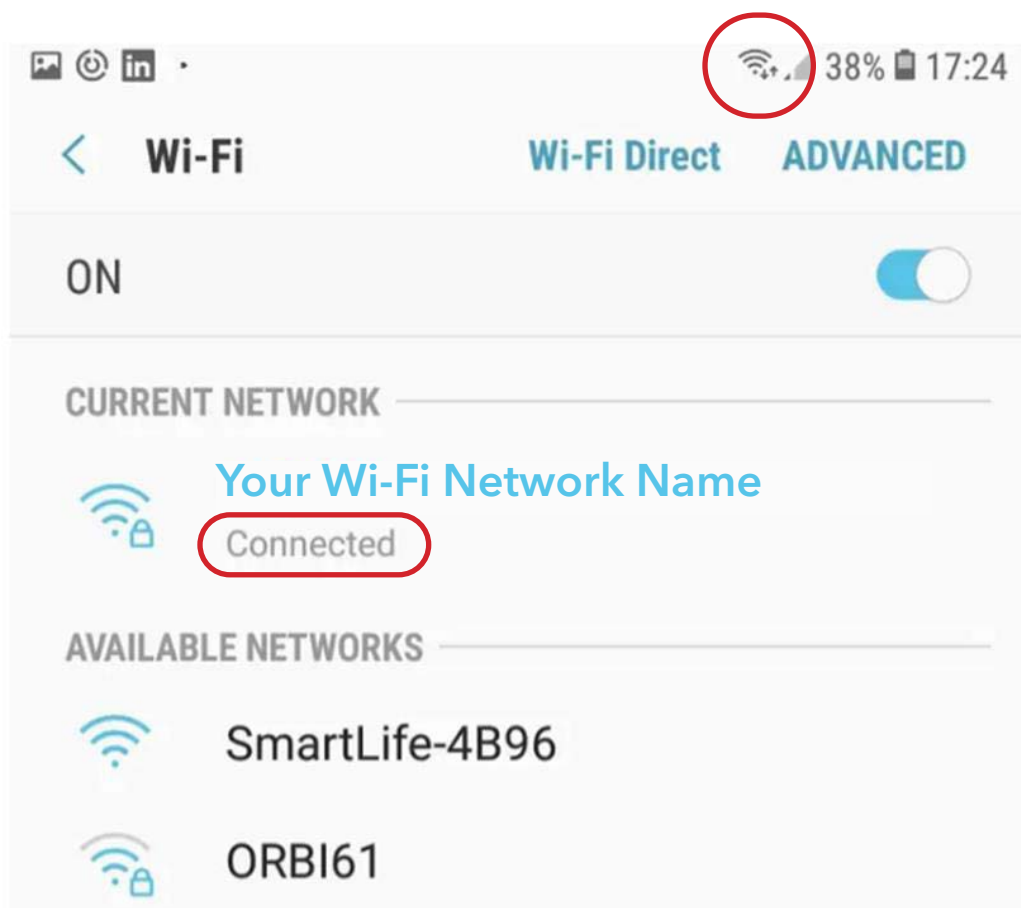 in 38% 17:24
Wi-Fi Wi-Fi Direct ADVANCED
ON
CURRENT NETWORK
Your Wi-Fi Network Name
Connected
AVAILABLE NETWORKS
SmartLife-4B96
ORBI61